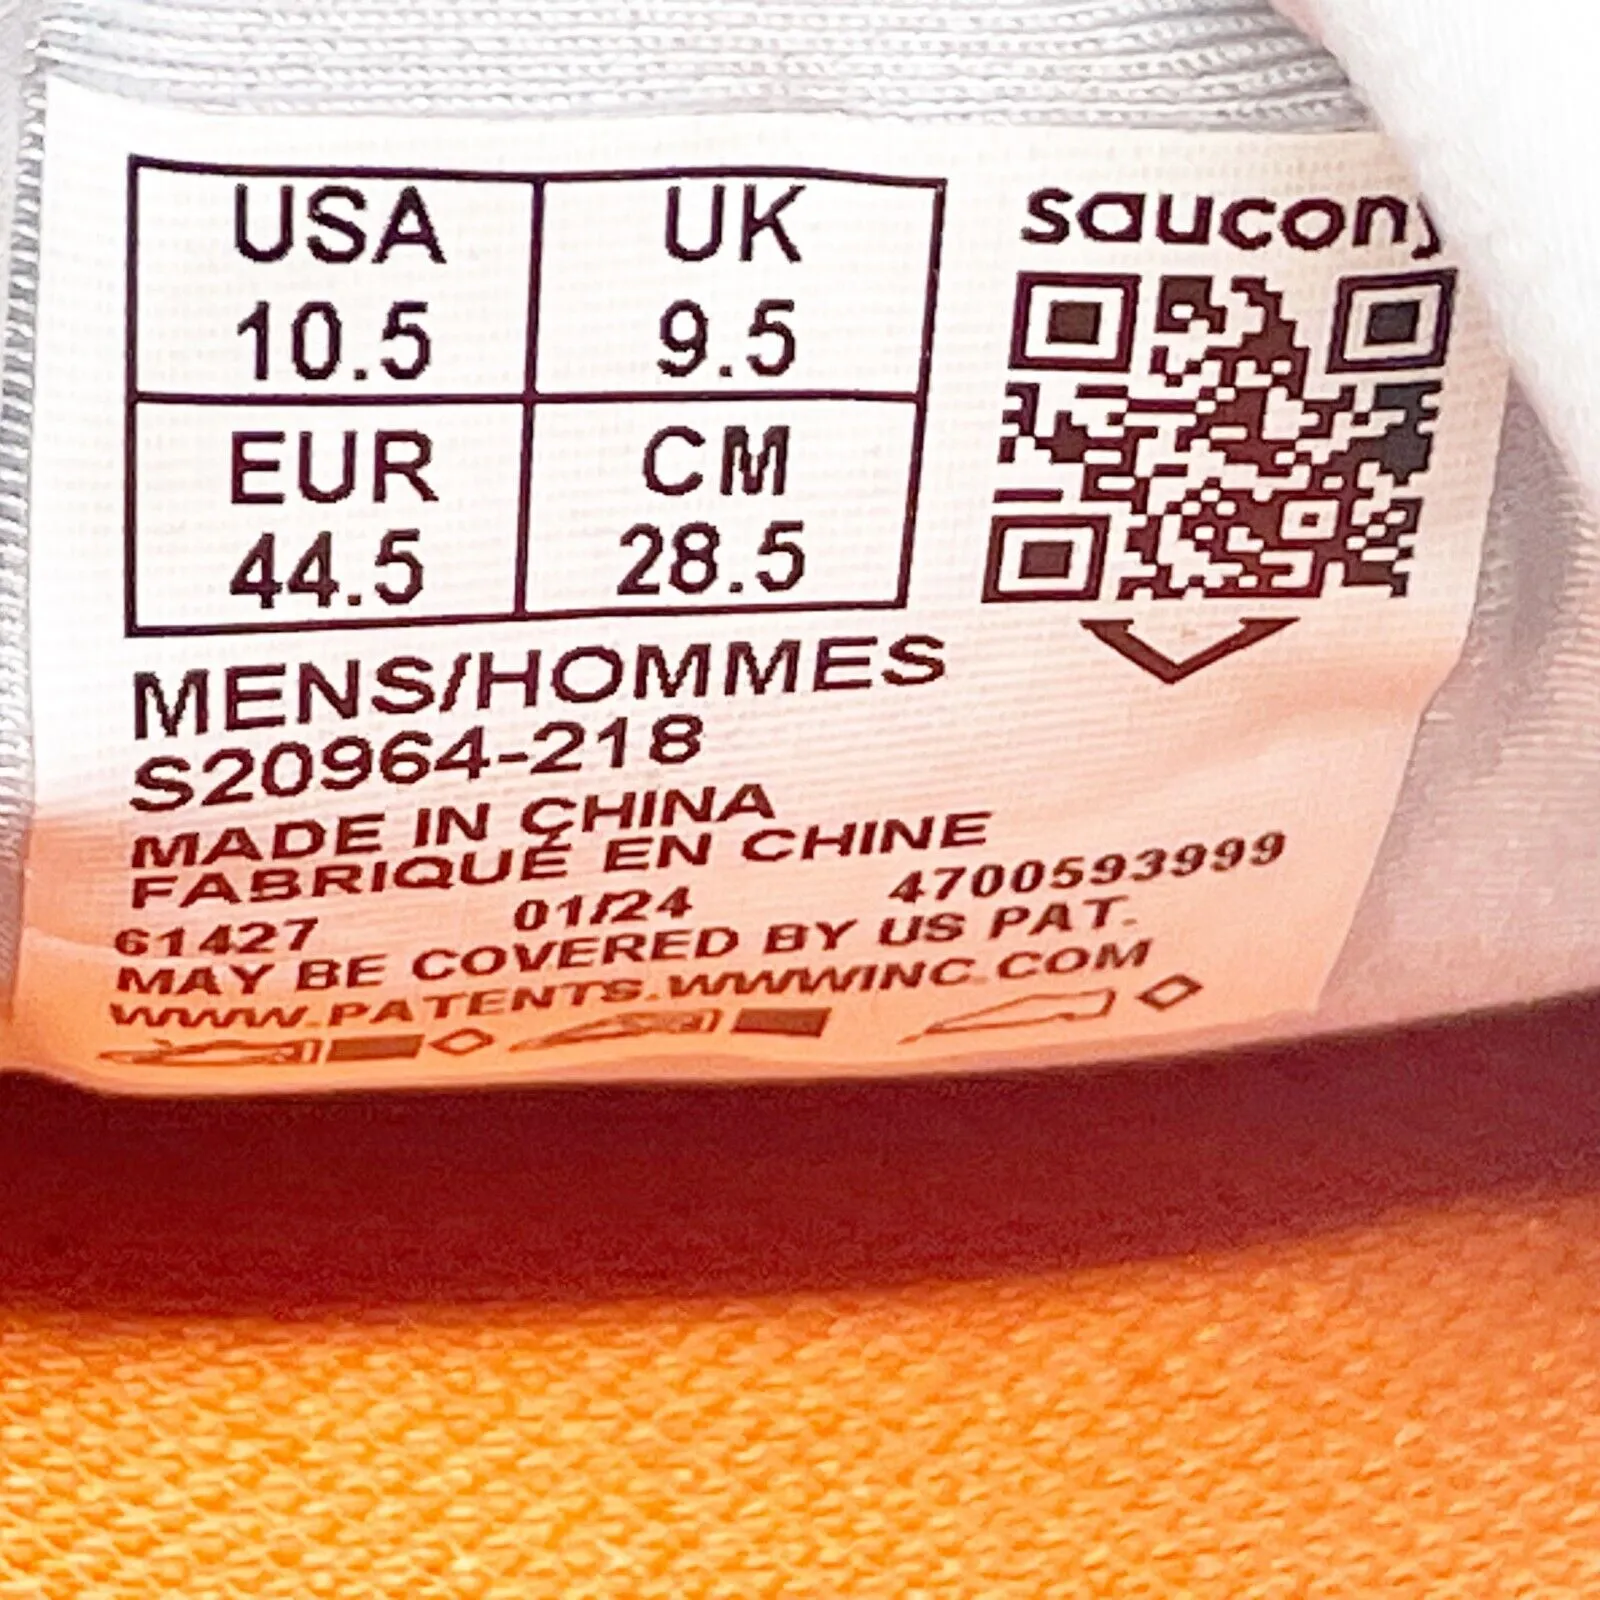 USA UK
10.5 9.5
EUR CM
44.5 28.5
saucony
MENS/HOMMES
S20964-218
MADE IN CHINA
FABRIQUÉ EN CHINE
61427 01/24 4700593999
MAY BE COVERED BY US PAT.
WWW.PATENTS.WWWINC.COM